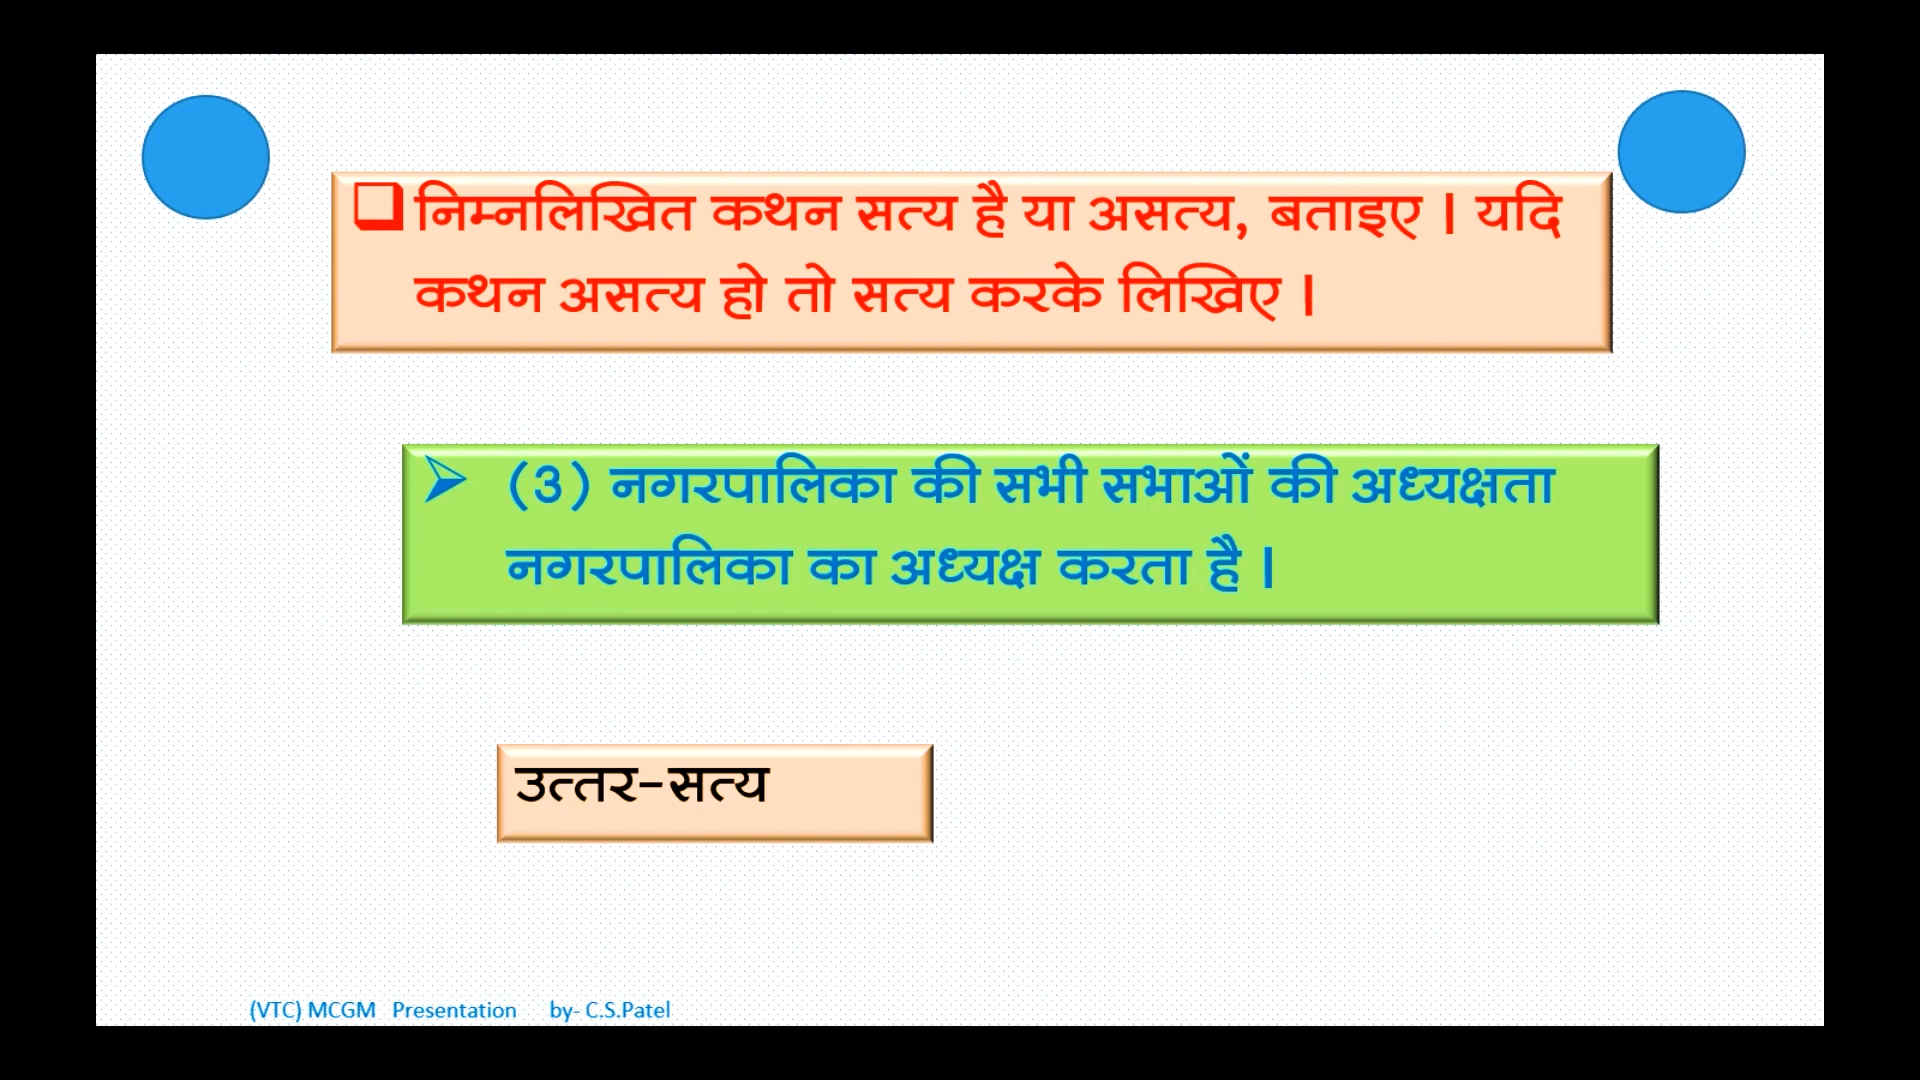 निम्नलिखित कथन सत्य है या असत्य, बताइए । यदि
कथन असत्य हो तो सत्य करके लिखिए ।
(3) नगरपालिका की सभी सभाओं की अध्यक्षता
नगरपालिका का अध्यक्ष करता है ।
उत्तर-सत्य
(VTC) MCGM Presentation by- C.S.Patel